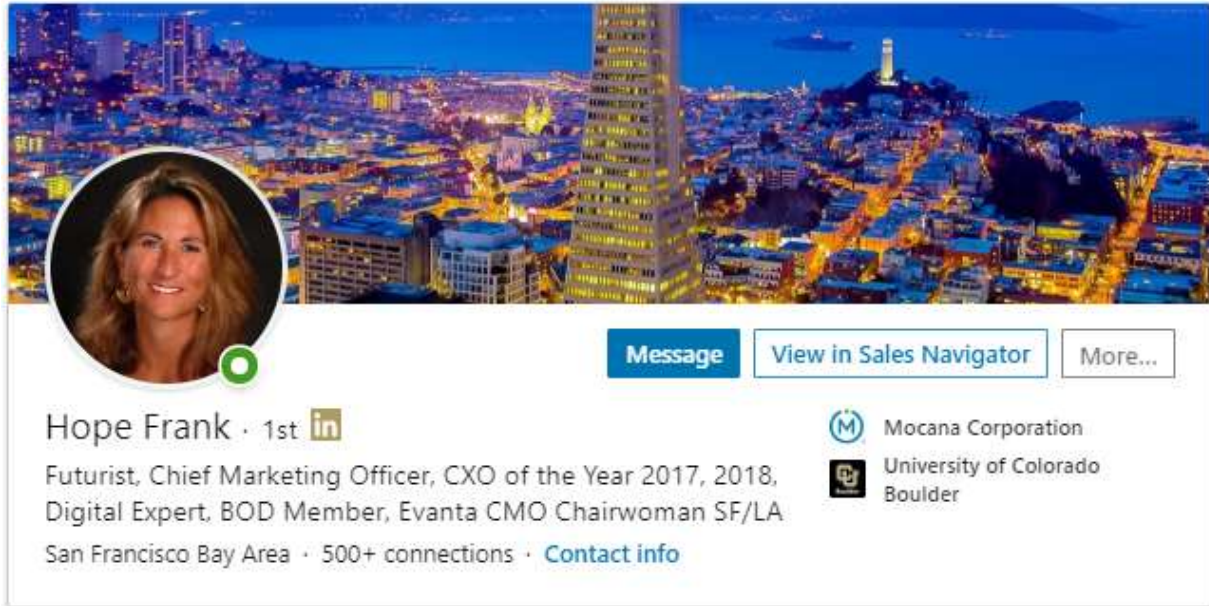 Message
View in Sales Navigator
More...
Hope Frank · 1st in
Futurist, Chief Marketing Officer, CXO of the Year 2017, 2018,
Digital Expert, BOD Member, Evanta CMO Chairwoman SF/LA
San Francisco Bay Area · 500+ connections · Contact info
M Mocana Corporation
CU Boulder University of Colorado
Boulder